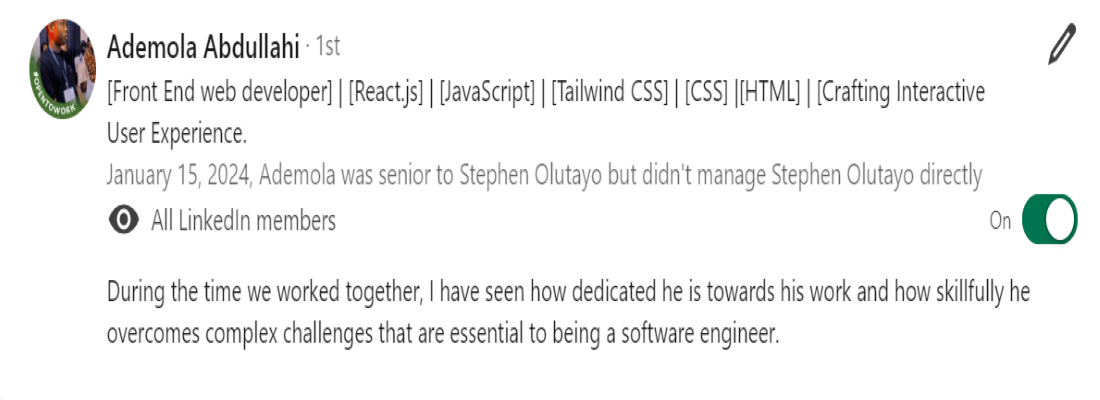 #OPENTOWORK
Ademola Abdullahi · 1st
[Front End web developer] | [React.js] | [JavaScript] | [Tailwind CSS] | [CSS] |[HTML] | [Crafting Interactive
User Experience.
January 15, 2024, Ademola was senior to Stephen Olutayo but didn't manage Stephen Olutayo directly
All LinkedIn members
On
During the time we worked together, I have seen how dedicated he is towards his work and how skillfully he
overcomes complex challenges that are essential to being a software engineer.